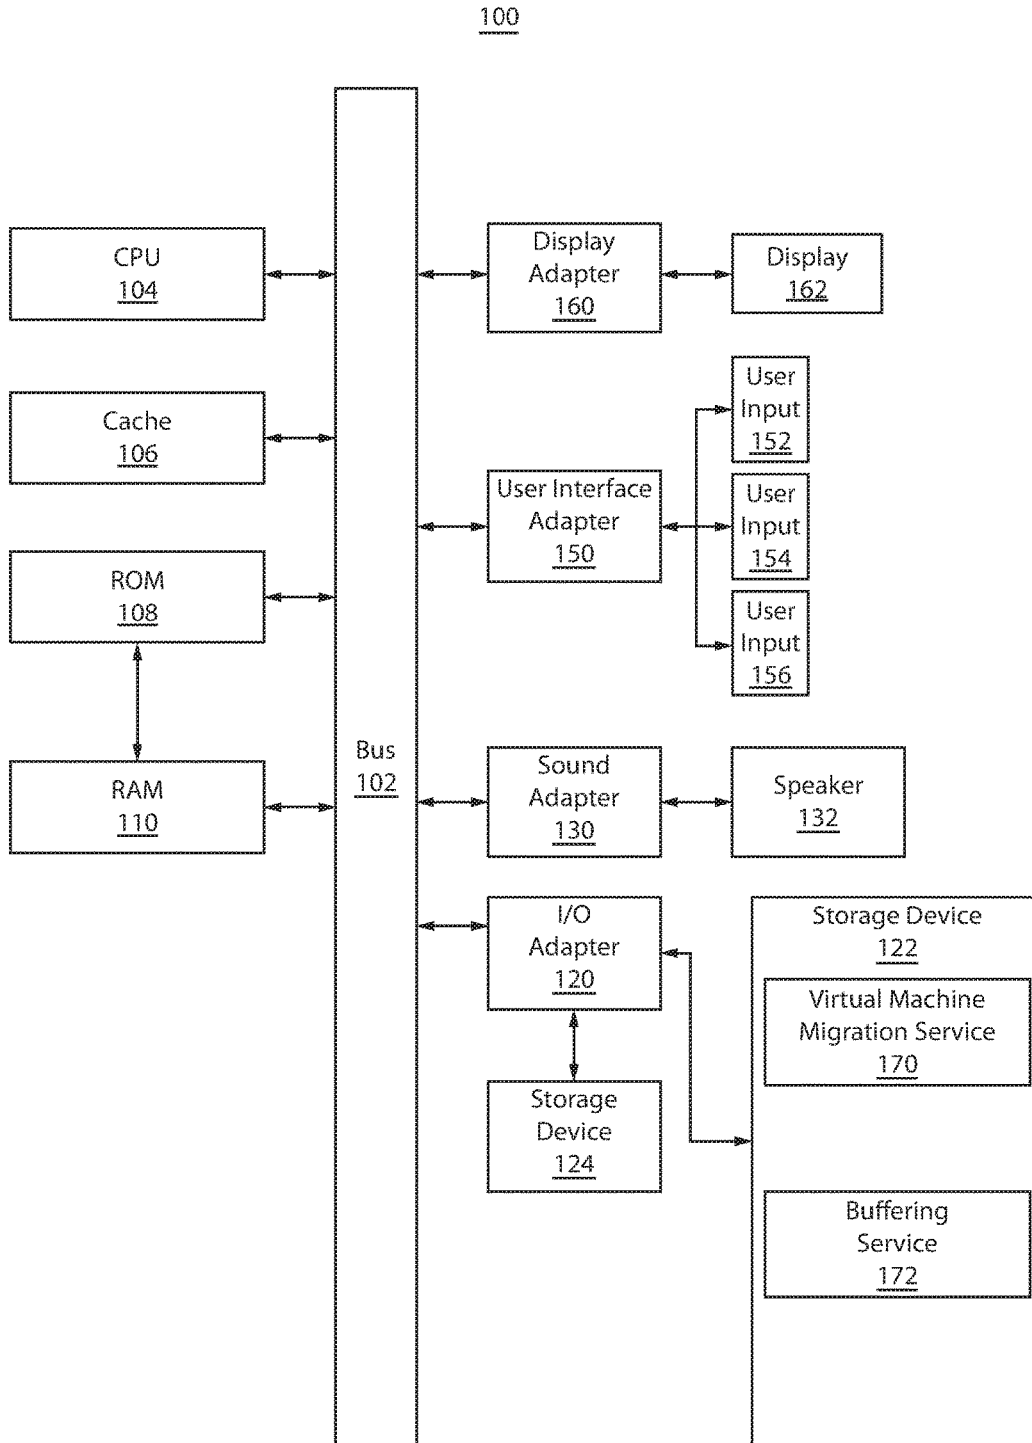 100
CPU
104
Cache
106
ROM
108
RAM
110
Bus
102
Display
Adapter
160
Display
162
User Interface
Adapter
150
User
Input
152
User
Input
154
User
Input
156
Sound
Adapter
130
Speaker
132
I/O
Adapter
120
Storage
Device
124
Storage Device
122
Virtual Machine
Migration Service
170
Buffering
Service
172